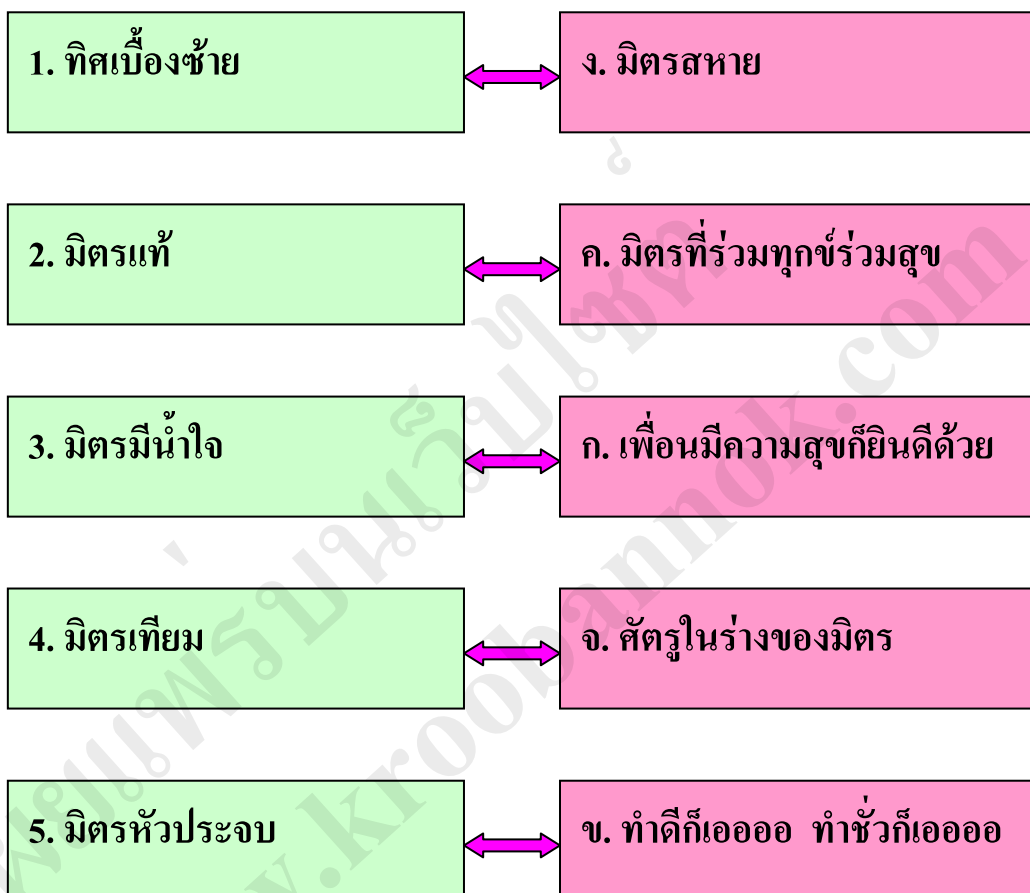 1. ทิศเบื้องซ้าย
ง. มิตรสหาย
2. มิตรแท้
ค. มิตรที่ร่วมทุกข์ร่วมสุข
3. มิตรมีน้ำใจ
ก. เพื่อนมีความสุขก็ยินดีด้วย
4. มิตรเทียม
จ. ศัตรูในร่างของมิตร
5. มิตรหัวประจบ
ข. ทำดีก็เออออ ทำชั่วก็เออออ